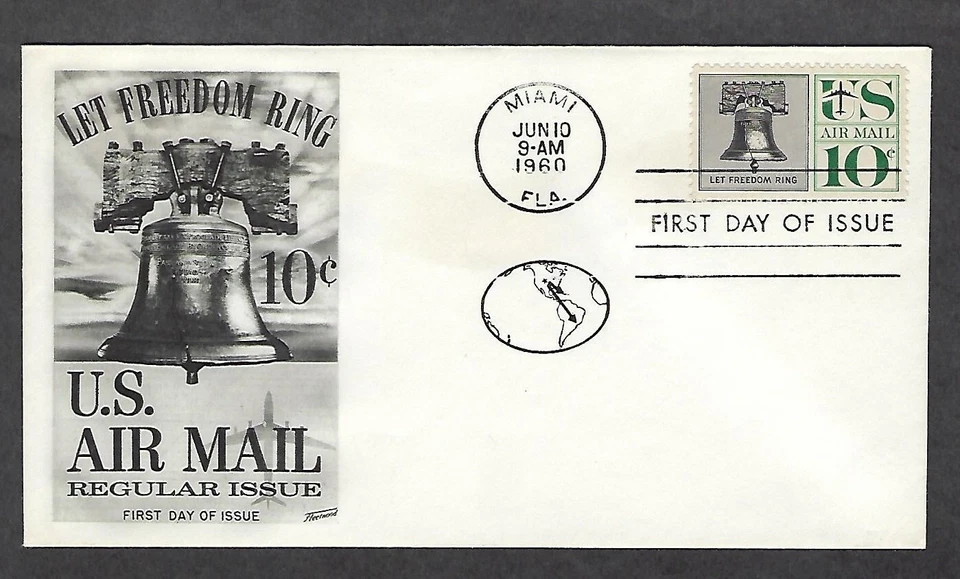 LET FREEDOM RING
10¢
U.S.
AIR MAIL
REGULAR ISSUE
FIRST DAY OF ISSUE
Fleetwood
MIAMI
JUN 10
9-AM
1960
FLA.
LET FREEDOM RING
US
AIR MAIL
10¢
FIRST DAY OF ISSUE